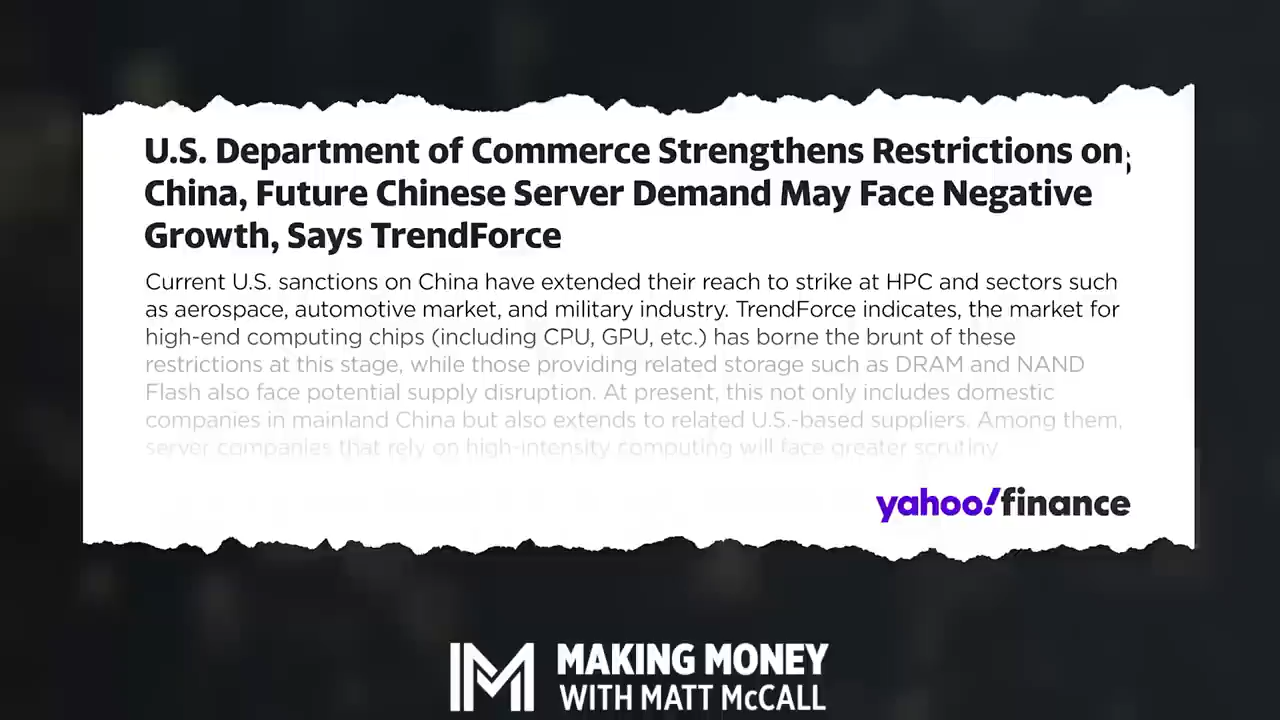 U.S. Department of Commerce Strengthens Restrictions on
China, Future Chinese Server Demand May Face Negative
Growth, Says TrendForce
Current U.S. sanctions on China have extended their reach to strike at HPC and sectors such
as aerospace, automotive market, and military industry. TrendForce indicates, the market for
high-end computing chips (including CPU, GPU, etc.) has borne the brunt of these
restrictions at this stage, while those providing related storage such as DRAM and NAND
Flash also face potential supply disruption. At present, this not only includes domestic
companies in mainland China but also extends to related U.S.-based suppliers. Among them,
server companies that rely on high-intensity computing will face greater scrutiny
yahoo!finance
MAKING MONEY
WITH MATT McCALL